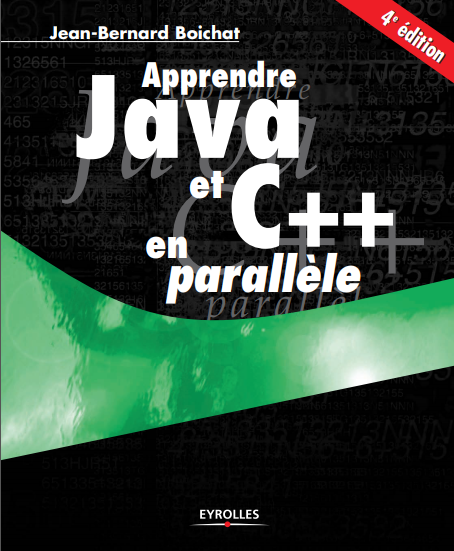 Jean-Bernard Boichat
4e édition
Apprendre
Java
et C++
en
parallèle
EYROLLES